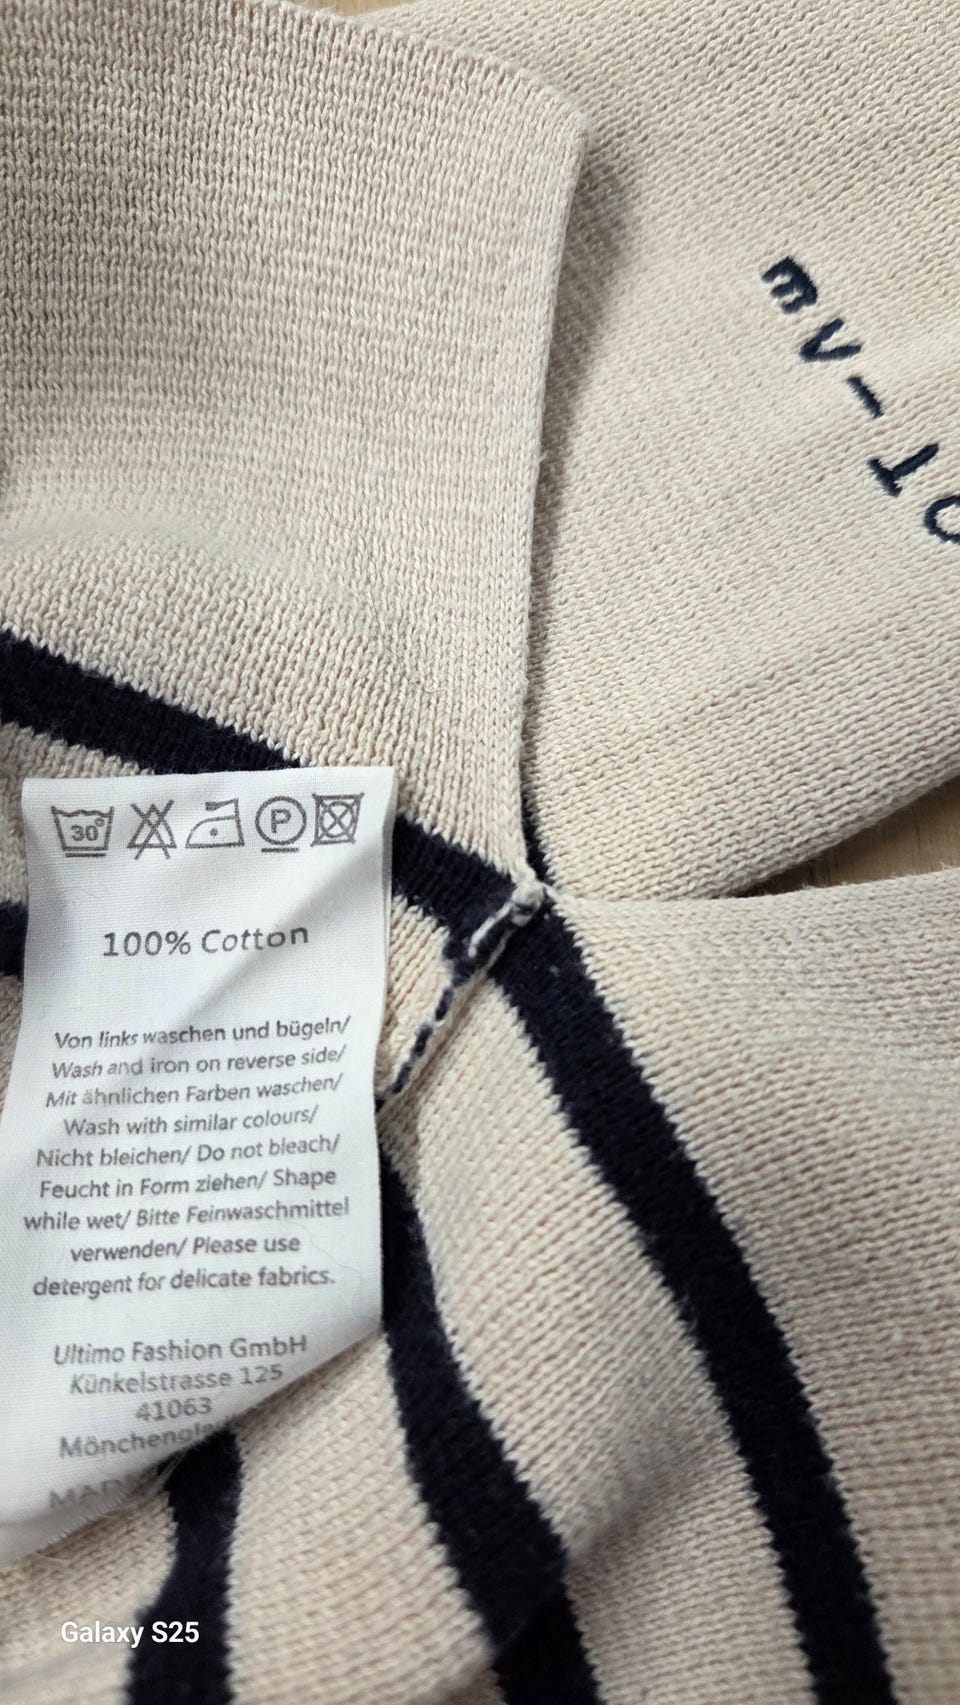 30°
P
100% Cotton
Von links waschen und bügeln/
Wash and iron on reverse side/
Mit ähnlichen Farben waschen/
Wash with similar colours/
Nicht bleichen/ Do not bleach/
Feucht in Form ziehen/ Shape
while wet/ Bitte Feinwaschmittel
verwenden/ Please use
detergent for delicate fabrics.
Ultimo Fashion GmbH
Künkelstrasse 125
41063
Galaxy S25